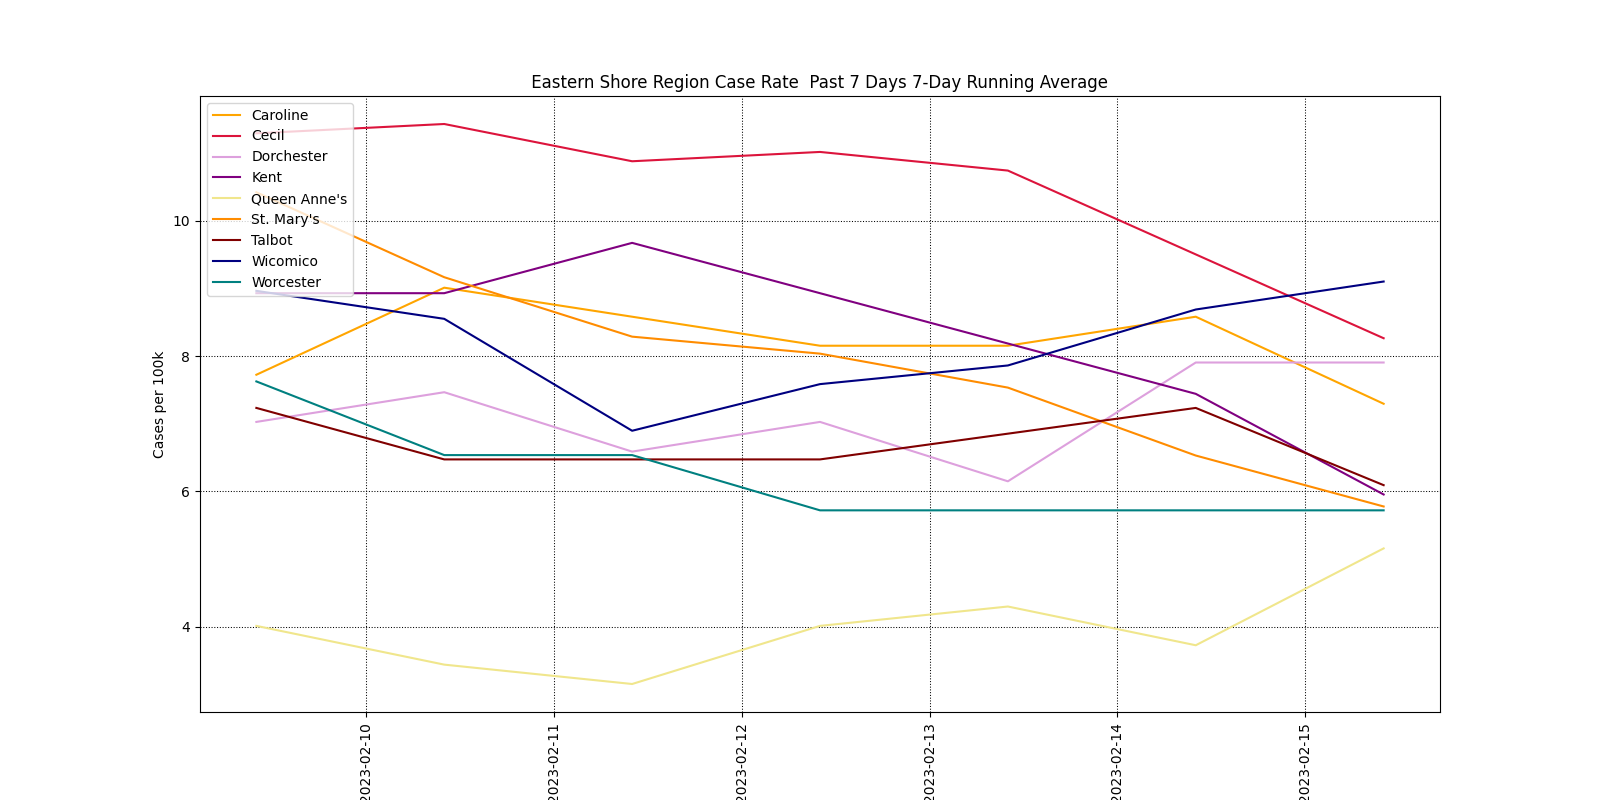 Eastern Shore Region Case Rate  Past 7 Days 7-Day Running Average
Caroline
Cecil
Dorchester
Kent
Queen Anne's
St. Mary's
Talbot
Wicomico
Worcester
Cases per 100k
10
8
6
4
2023-02-10
2023-02-11
2023-02-12
2023-02-13
2023-02-14
2023-02-15